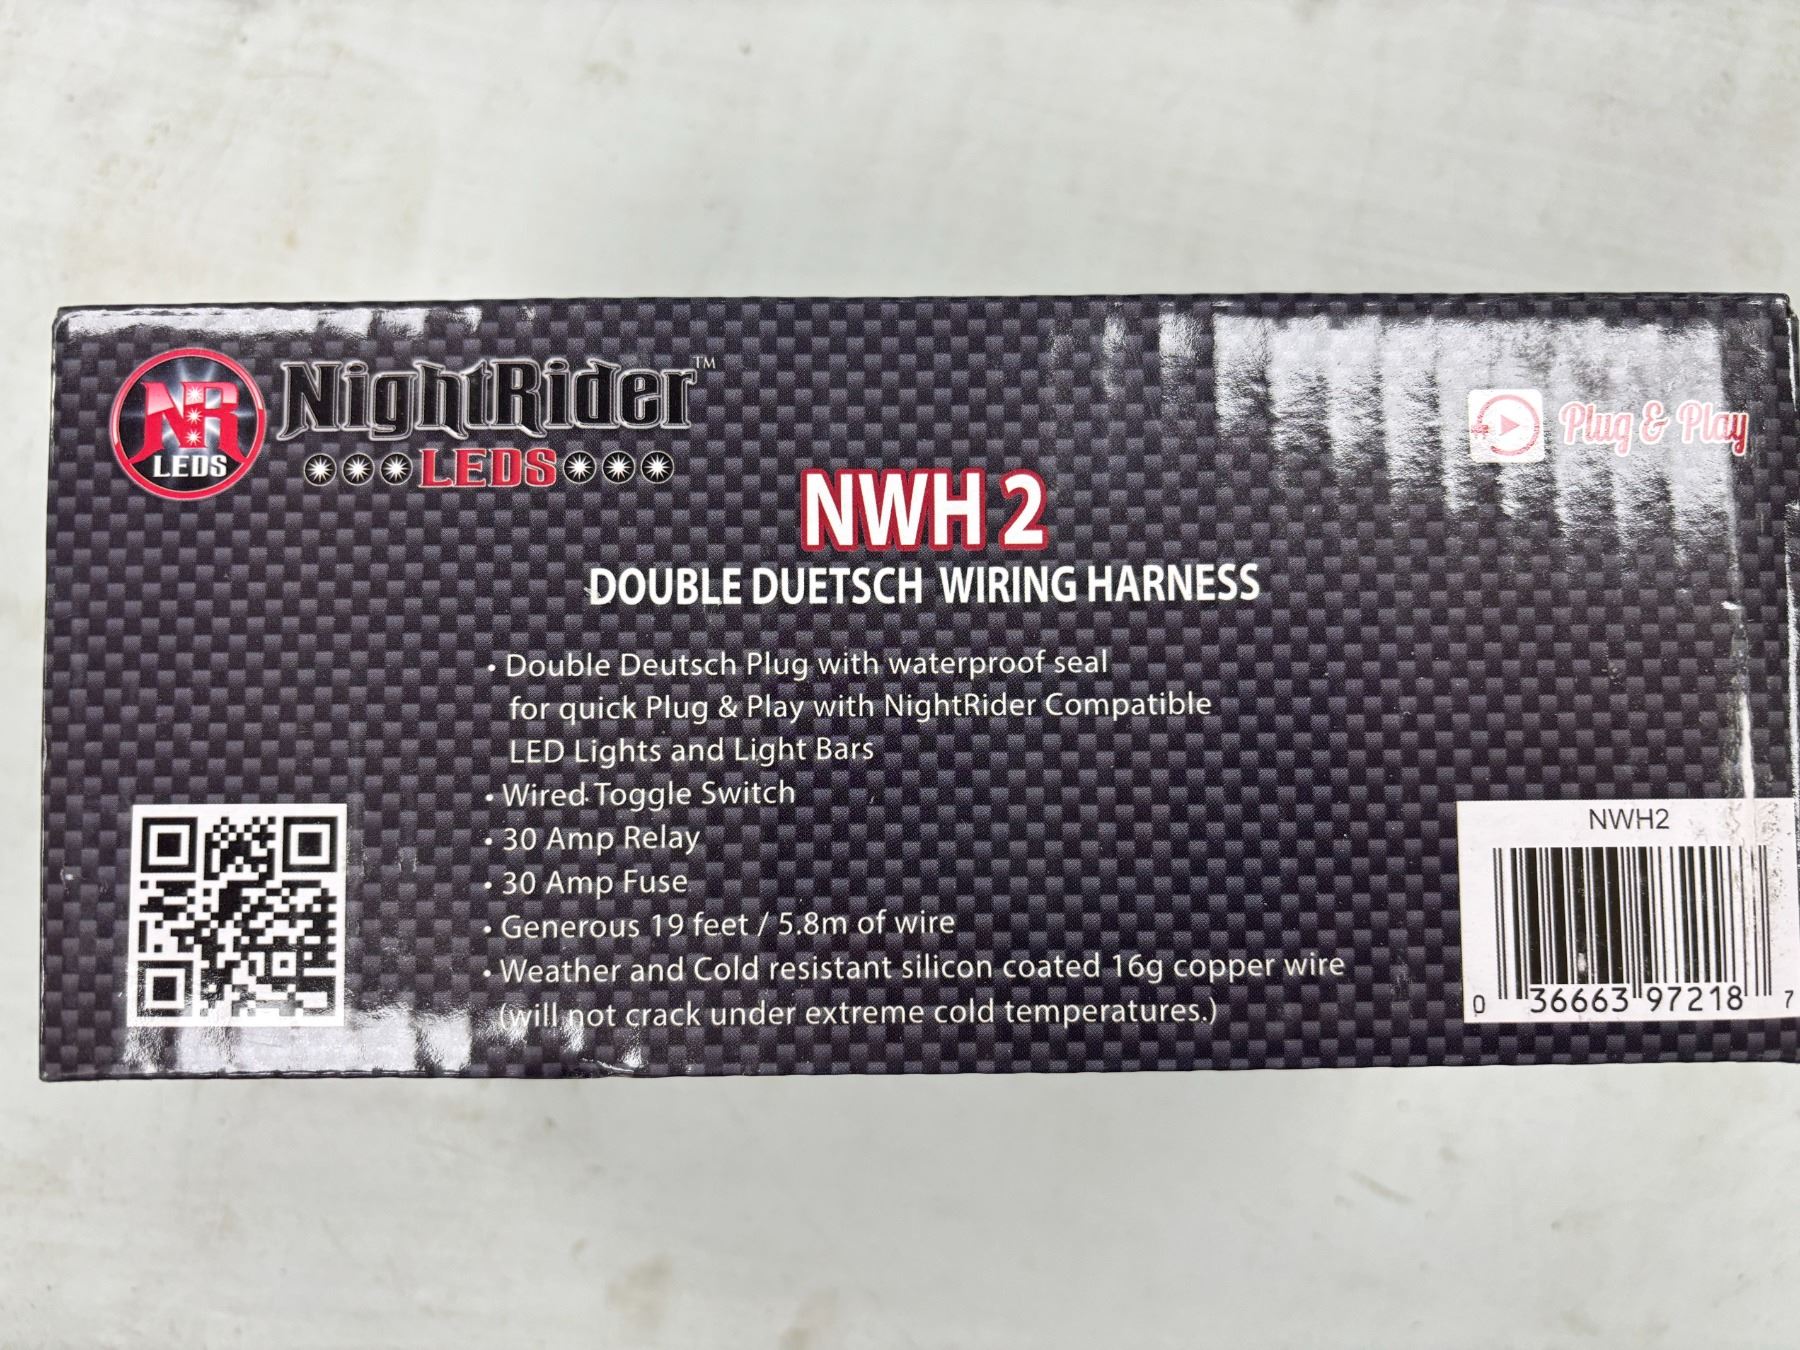 NR
LEDS
NightRider™
LEDS
Plug & Play
NWH 2
DOUBLE DUETSCH WIRING HARNESS
• Double Deutsch Plug with waterproof seal
for quick Plug & Play with NightRider Compatible
LED Lights and Light Bars
• Wired Toggle Switch
• 30 Amp Relay
• 30 Amp Fuse
• Generous 19 feet / 5.8m of wire
• Weather and Cold resistant silicon coated 16g copper wire
(will not crack under extreme cold temperatures.)
NWH2
0 36663 97218 7